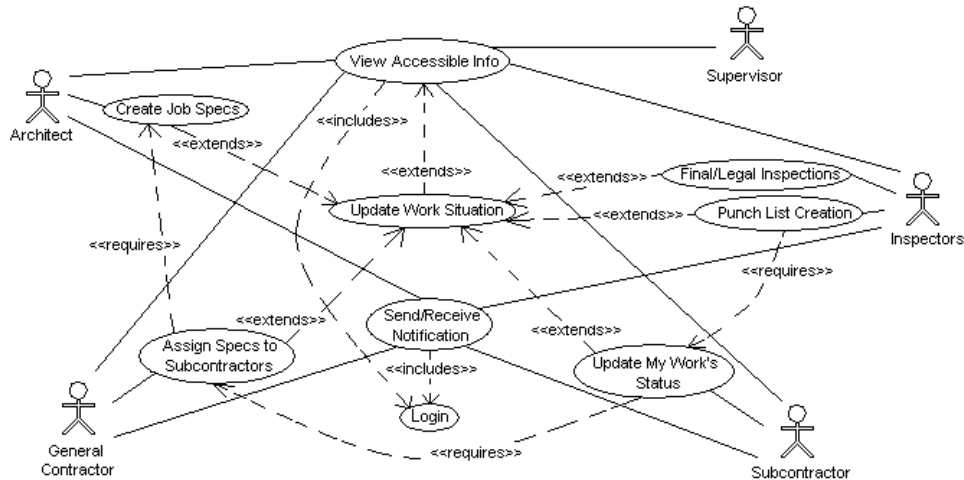 View Accessible Info
Supervisor
Architect
Create Job Specs
<<includes>>
<<extends>>
<<extends>>
<<extends>>
Final/Legal Inspections
Update Work Situation
<<extends>>
Punch List Creation
Inspectors
<<requires>>
<<requires>>
Send/Receive
Notification
<<extends>>
<<extends>>
Assign Specs to
Subcontractors
Update My Work's
Status
<<includes>>
Login
General
Contractor
<<requires>>
Subcontractor